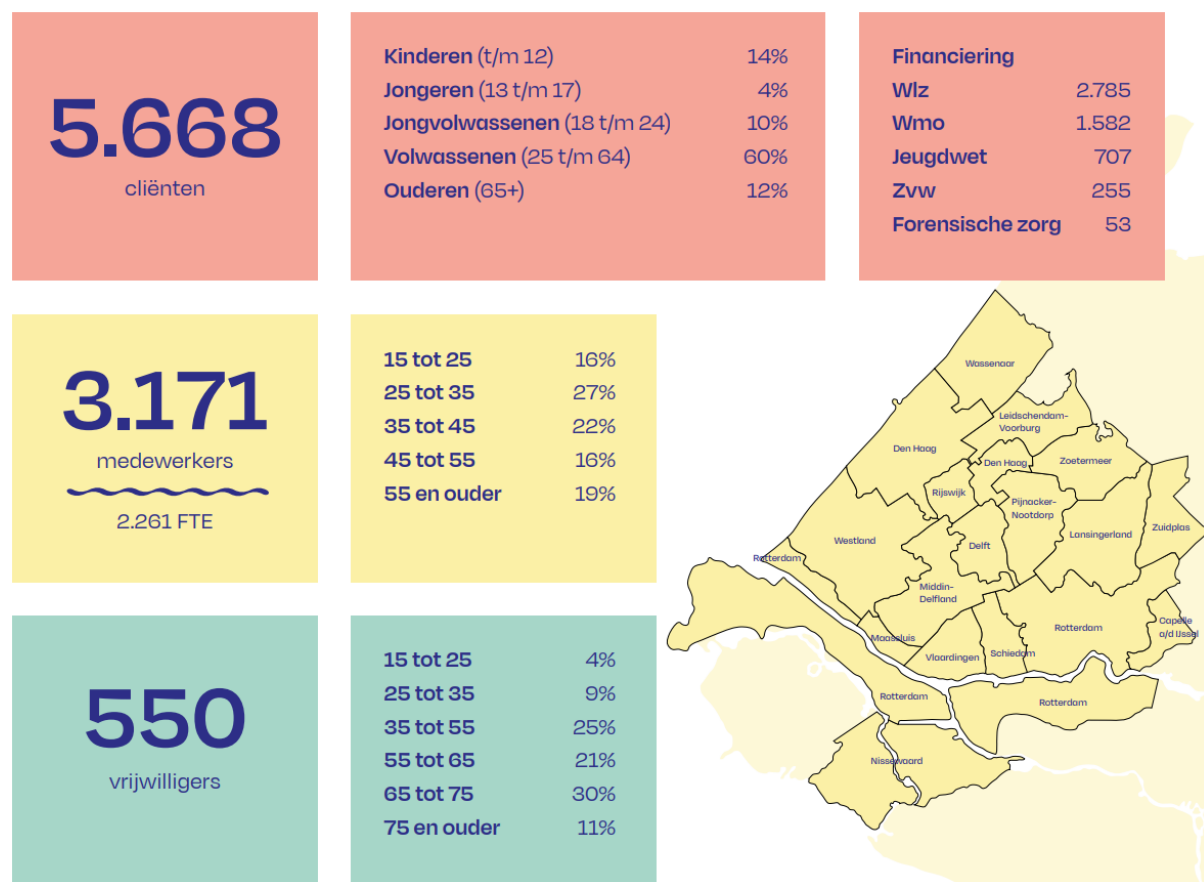 5.668
cliënten
Kinderen (t/m 12) 14%
Jongeren (13 t/m 17) 4%
Jongvolwassenen (18 t/m 24) 10%
Volwassenen (25 t/m 64) 60%
Ouderen (65+) 12%
Financiering
Wlz 2.785
Wmo 1.582
Jeugdwet 707
Zvw 255
Forensische zorg 53
3.171
medewerkers
2.261 FTE
15 tot 25 16%
25 tot 35 27%
35 tot 45 22%
45 tot 55 16%
55 en ouder 19%
550
vrijwilligers
15 tot 25 4%
25 tot 35 9%
35 tot 55 25%
55 tot 65 21%
65 tot 75 30%
75 en ouder 11%
Wassenaar
Leidschendam-
Voorburg
Den Haag
Den Haag
Zoetermeer
Rijswijk
Pijnacker-
Nootdorp
Zuidplas
Lansingerland
Westland
Delft
Rotterdam
Middin-
Delfland
Capelle
a/d IJssel
Rotterdam
Maassluis
Vlaardingen
Schiedam
Rotterdam
Rotterdam
Nissewaard